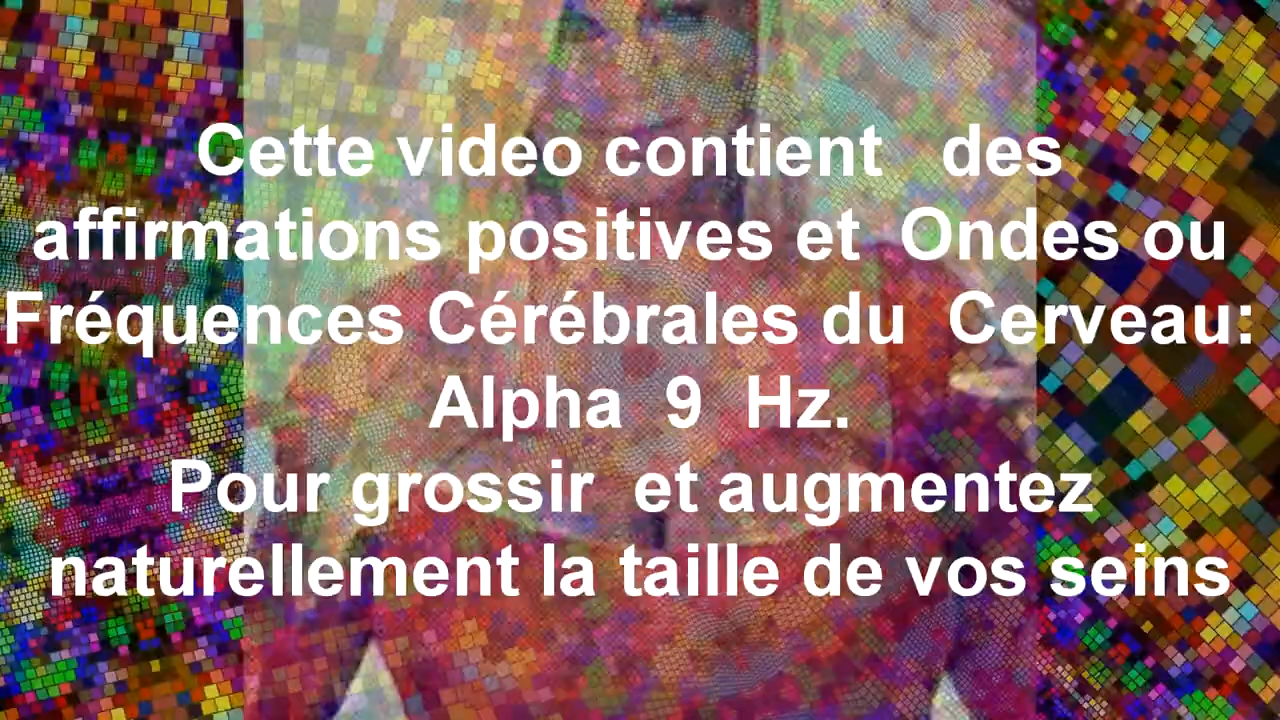 Cette video contient des
affirmations positives et Ondes ou
Fréquences Cérébrales du Cerveau:
Alpha 9 Hz.
Pour grossir et augmentez
naturellement la taille de vos seins